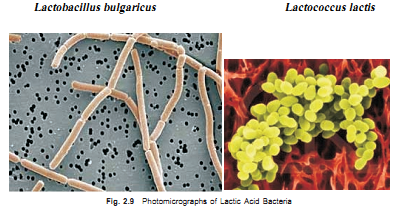 Lactobacillus bulgaricus
Lactococcus lactis
Fig. 2.9 Photomicrographs of Lactic Acid Bacteria